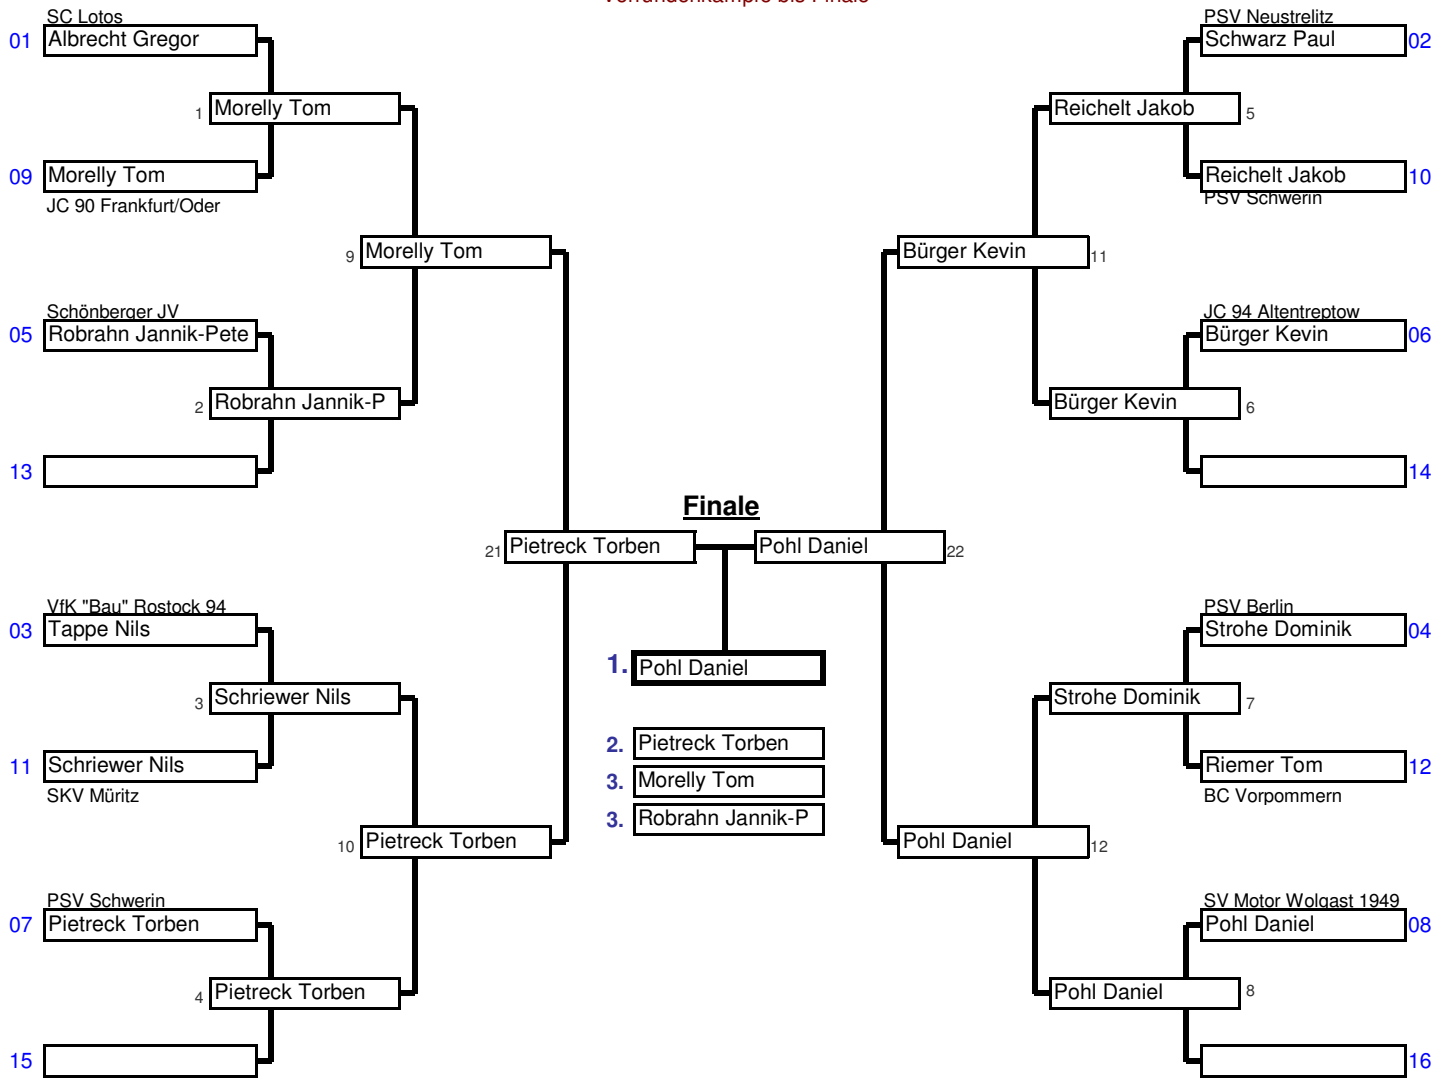 Vorrundenkämpfe bis Finale
SC Lotos
01 Albrecht Gregor
1 Morelly Tom
09 Morelly Tom
JC 90 Frankfurt/Oder
9 Morelly Tom
Schönberger JV
05 Robrahn Jannik-Pete
2 Robrahn Jannik-P
13
21 Pietreck Torben
VfK "Bau" Rostock 94
03 Tappe Nils
3 Schriewer Nils
11 Schriewer Nils
SKV Müritz
10 Pietreck Torben
PSV Schwerin
07 Pietreck Torben
4 Pietreck Torben
15
Finale
1. Pohl Daniel
2. Pietreck Torben
3. Morelly Tom
3. Robrahn Jannik-P
PSV Neustrelitz
Schwarz Paul 02
Reichelt Jakob 5
Reichelt Jakob 10
PSV Schwerin
Bürger Kevin 11
JC 94 Altentreptow
Bürger Kevin 06
Bürger Kevin 6
14
Pohl Daniel 22
PSV Berlin
Strohe Dominik 04
Strohe Dominik 7
Riemer Tom 12
BC Vorpommern
Pohl Daniel 12
SV Motor Wolgast 1949
Pohl Daniel 08
Pohl Daniel 8
16